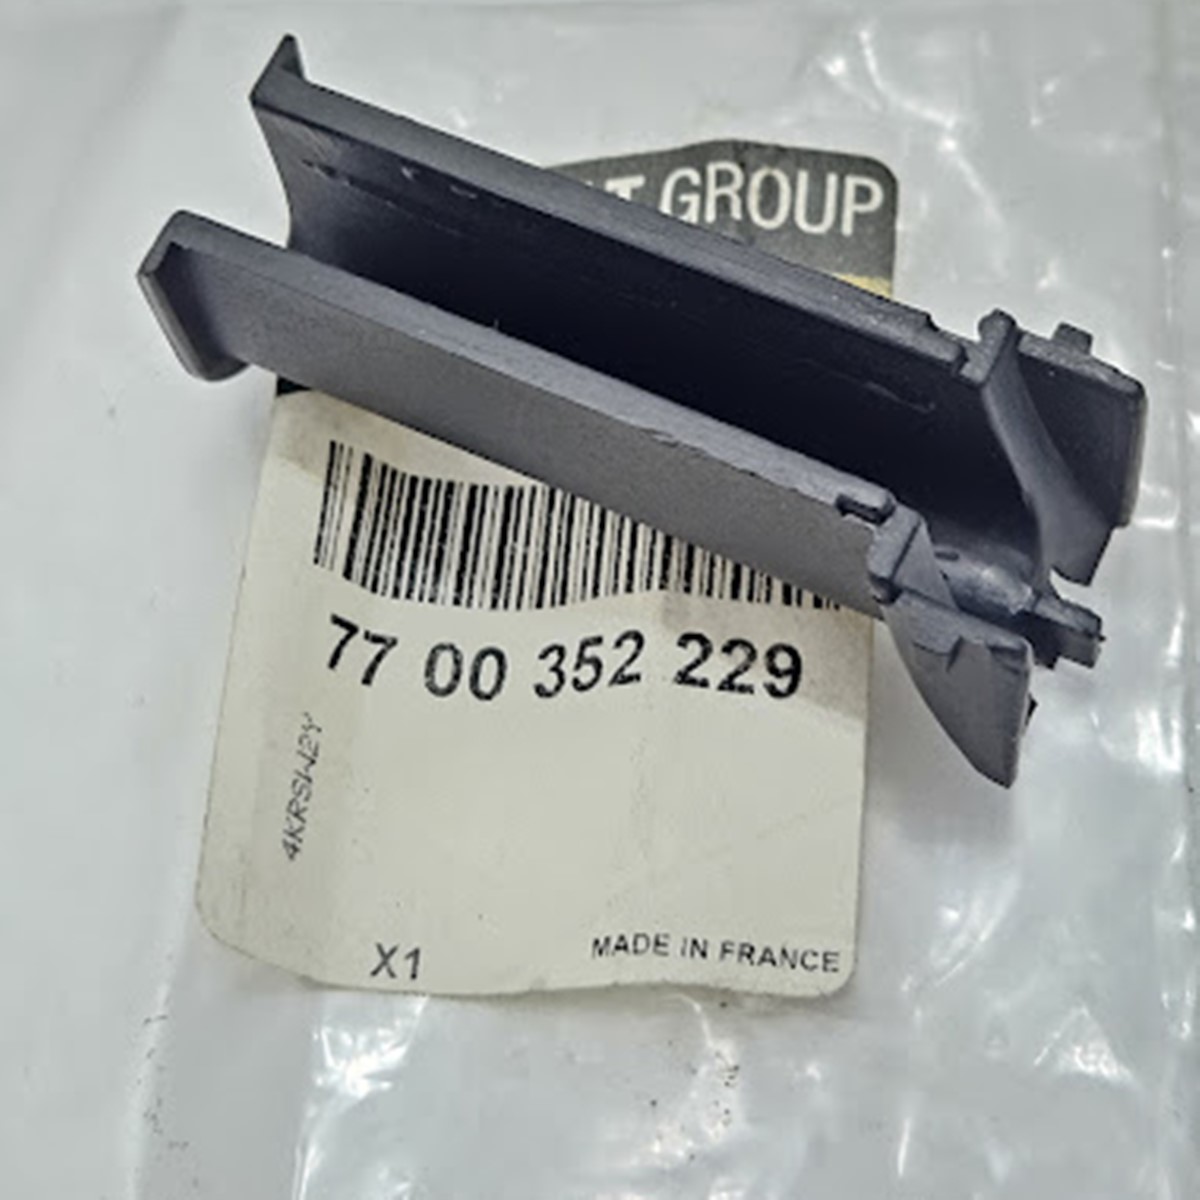 GROUP
77 00 352 229
4KRSW2Y
X1
MADE IN FRANCE